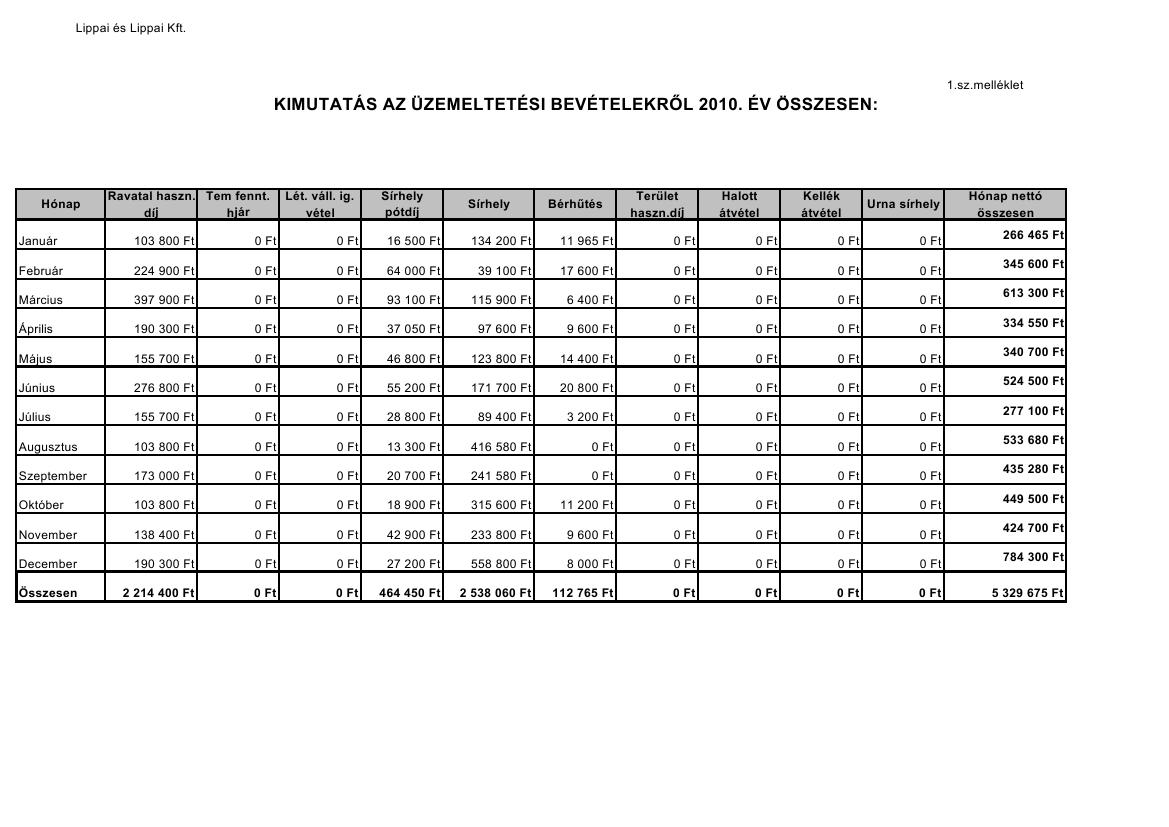 Lippai és Lippai Kft.
1.sz.melléklet
KIMUTATÁS AZ ÜZEMELTETÉSI BEVÉTELEKRŐL 2010. ÉV ÖSSZESEN:
Hónap Ravatal haszn. díj Tem fennt. hjár Lét. váll. ig. vétel Sírhely pótdíj Sírhely Bérhűtés Terület haszn.díj Halott átvétel Kellék átvétel Urna sírhely Hónap nettó összesen
Január 103 800 Ft 0 Ft 0 Ft 16 500 Ft 134 200 Ft 11 965 Ft 0 Ft 0 Ft 0 Ft 0 Ft 266 465 Ft
Február 224 900 Ft 0 Ft 0 Ft 64 000 Ft 39 100 Ft 17 600 Ft 0 Ft 0 Ft 0 Ft 0 Ft 345 600 Ft
Március 397 900 Ft 0 Ft 0 Ft 93 100 Ft 115 900 Ft 6 400 Ft 0 Ft 0 Ft 0 Ft 0 Ft 613 300 Ft
Április 190 300 Ft 0 Ft 0 Ft 37 050 Ft 97 600 Ft 9 600 Ft 0 Ft 0 Ft 0 Ft 0 Ft 334 550 Ft
Május 155 700 Ft 0 Ft 0 Ft 46 800 Ft 123 800 Ft 14 400 Ft 0 Ft 0 Ft 0 Ft 0 Ft 340 700 Ft
Június 276 800 Ft 0 Ft 0 Ft 55 200 Ft 171 700 Ft 20 800 Ft 0 Ft 0 Ft 0 Ft 0 Ft 524 500 Ft
Július 155 700 Ft 0 Ft 0 Ft 28 800 Ft 89 400 Ft 3 200 Ft 0 Ft 0 Ft 0 Ft 0 Ft 277 100 Ft
Augusztus 103 800 Ft 0 Ft 0 Ft 13 300 Ft 416 580 Ft 0 Ft 0 Ft 0 Ft 0 Ft 0 Ft 533 680 Ft
Szeptember 173 000 Ft 0 Ft 0 Ft 20 700 Ft 241 580 Ft 0 Ft 0 Ft 0 Ft 0 Ft 0 Ft 435 280 Ft
Október 103 800 Ft 0 Ft 0 Ft 18 900 Ft 315 600 Ft 11 200 Ft 0 Ft 0 Ft 0 Ft 0 Ft 449 500 Ft
November 138 400 Ft 0 Ft 0 Ft 42 900 Ft 233 800 Ft 9 600 Ft 0 Ft 0 Ft 0 Ft 0 Ft 424 700 Ft
December 190 300 Ft 0 Ft 0 Ft 27 200 Ft 558 800 Ft 8 000 Ft 0 Ft 0 Ft 0 Ft 0 Ft 784 300 Ft
Összesen 2 214 400 Ft 0 Ft 0 Ft 464 450 Ft 2 538 060 Ft 112 765 Ft 0 Ft 0 Ft 0 Ft 0 Ft 5 329 675 Ft